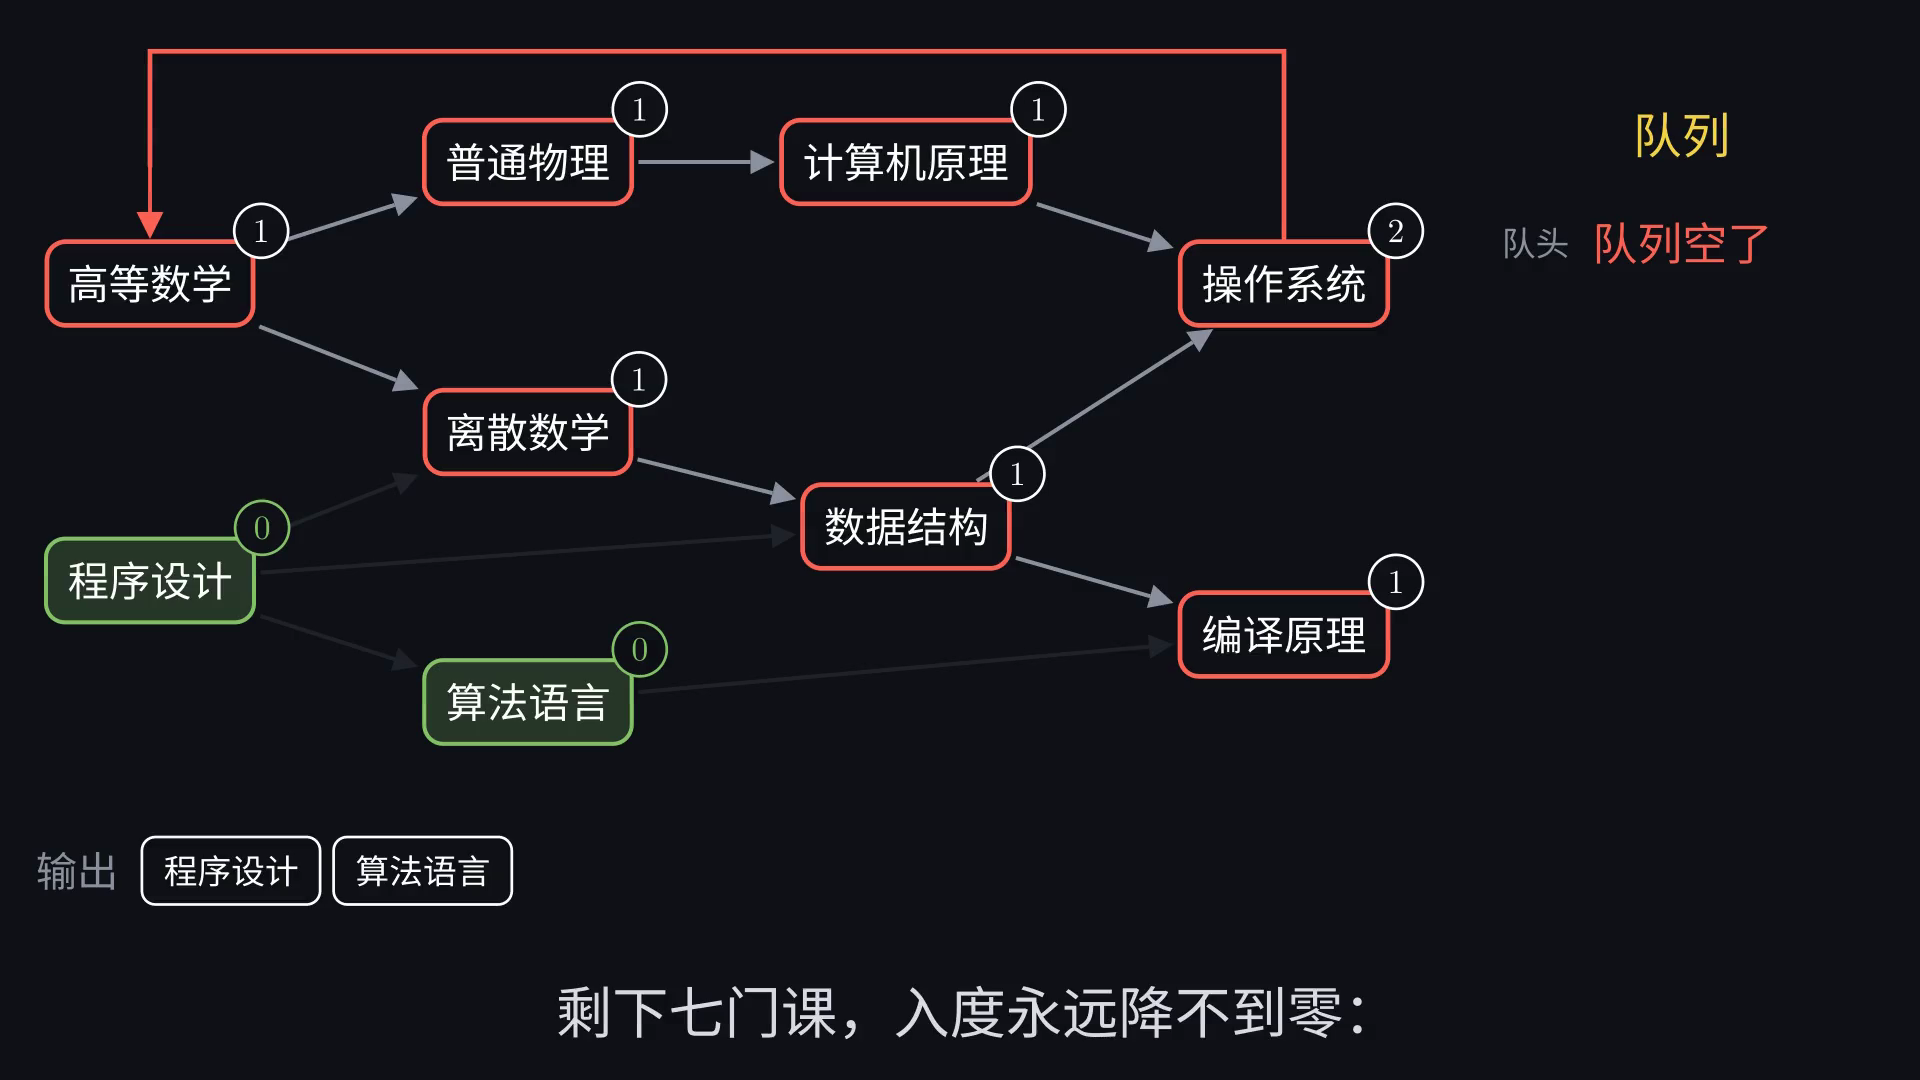 队列
1
1
普通物理
计算机原理
1
2
队头 队列空了
高等数学
操作系统
1
离散数学
1
数据结构
0
程序设计
1
编译原理
0
算法语言
输出 程序设计 算法语言
剩下七门课，入度永远降不到零：